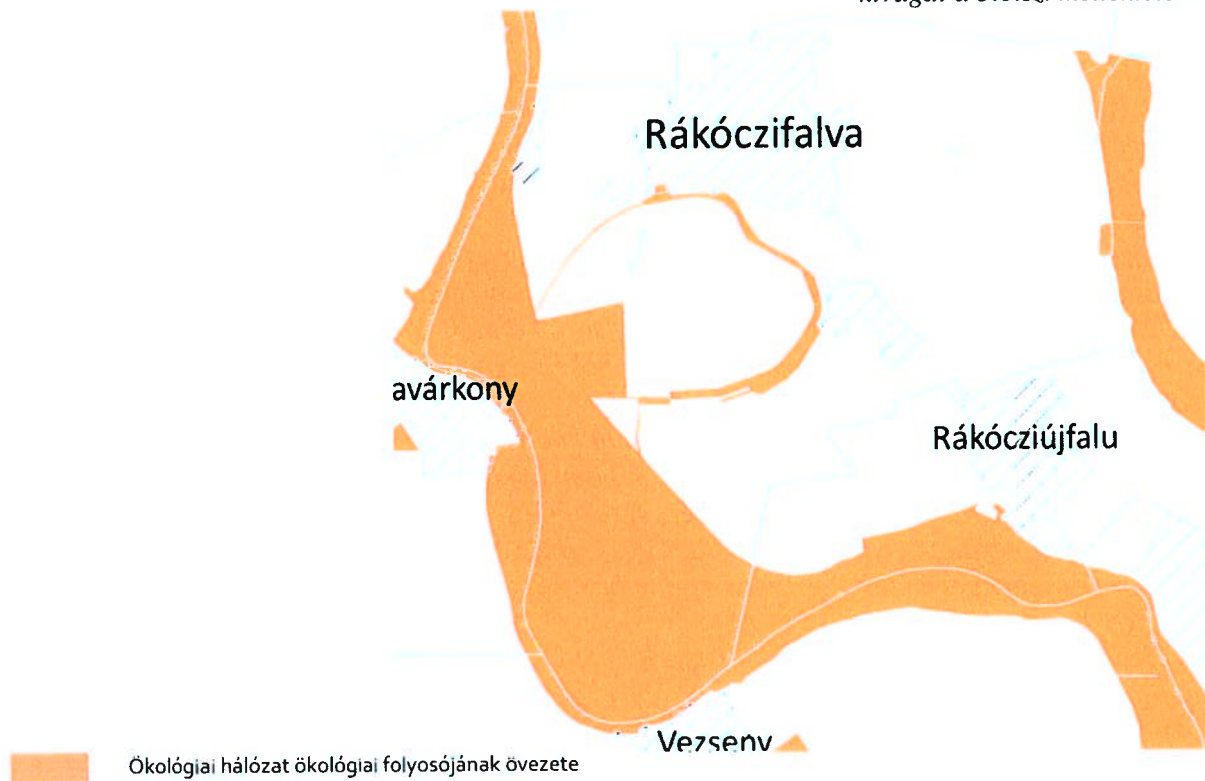 Rákóczifalva
avárkony
Rákócziújfalu
Vezseny
Ökológiai hálózat ökológiai folyosójának övezete